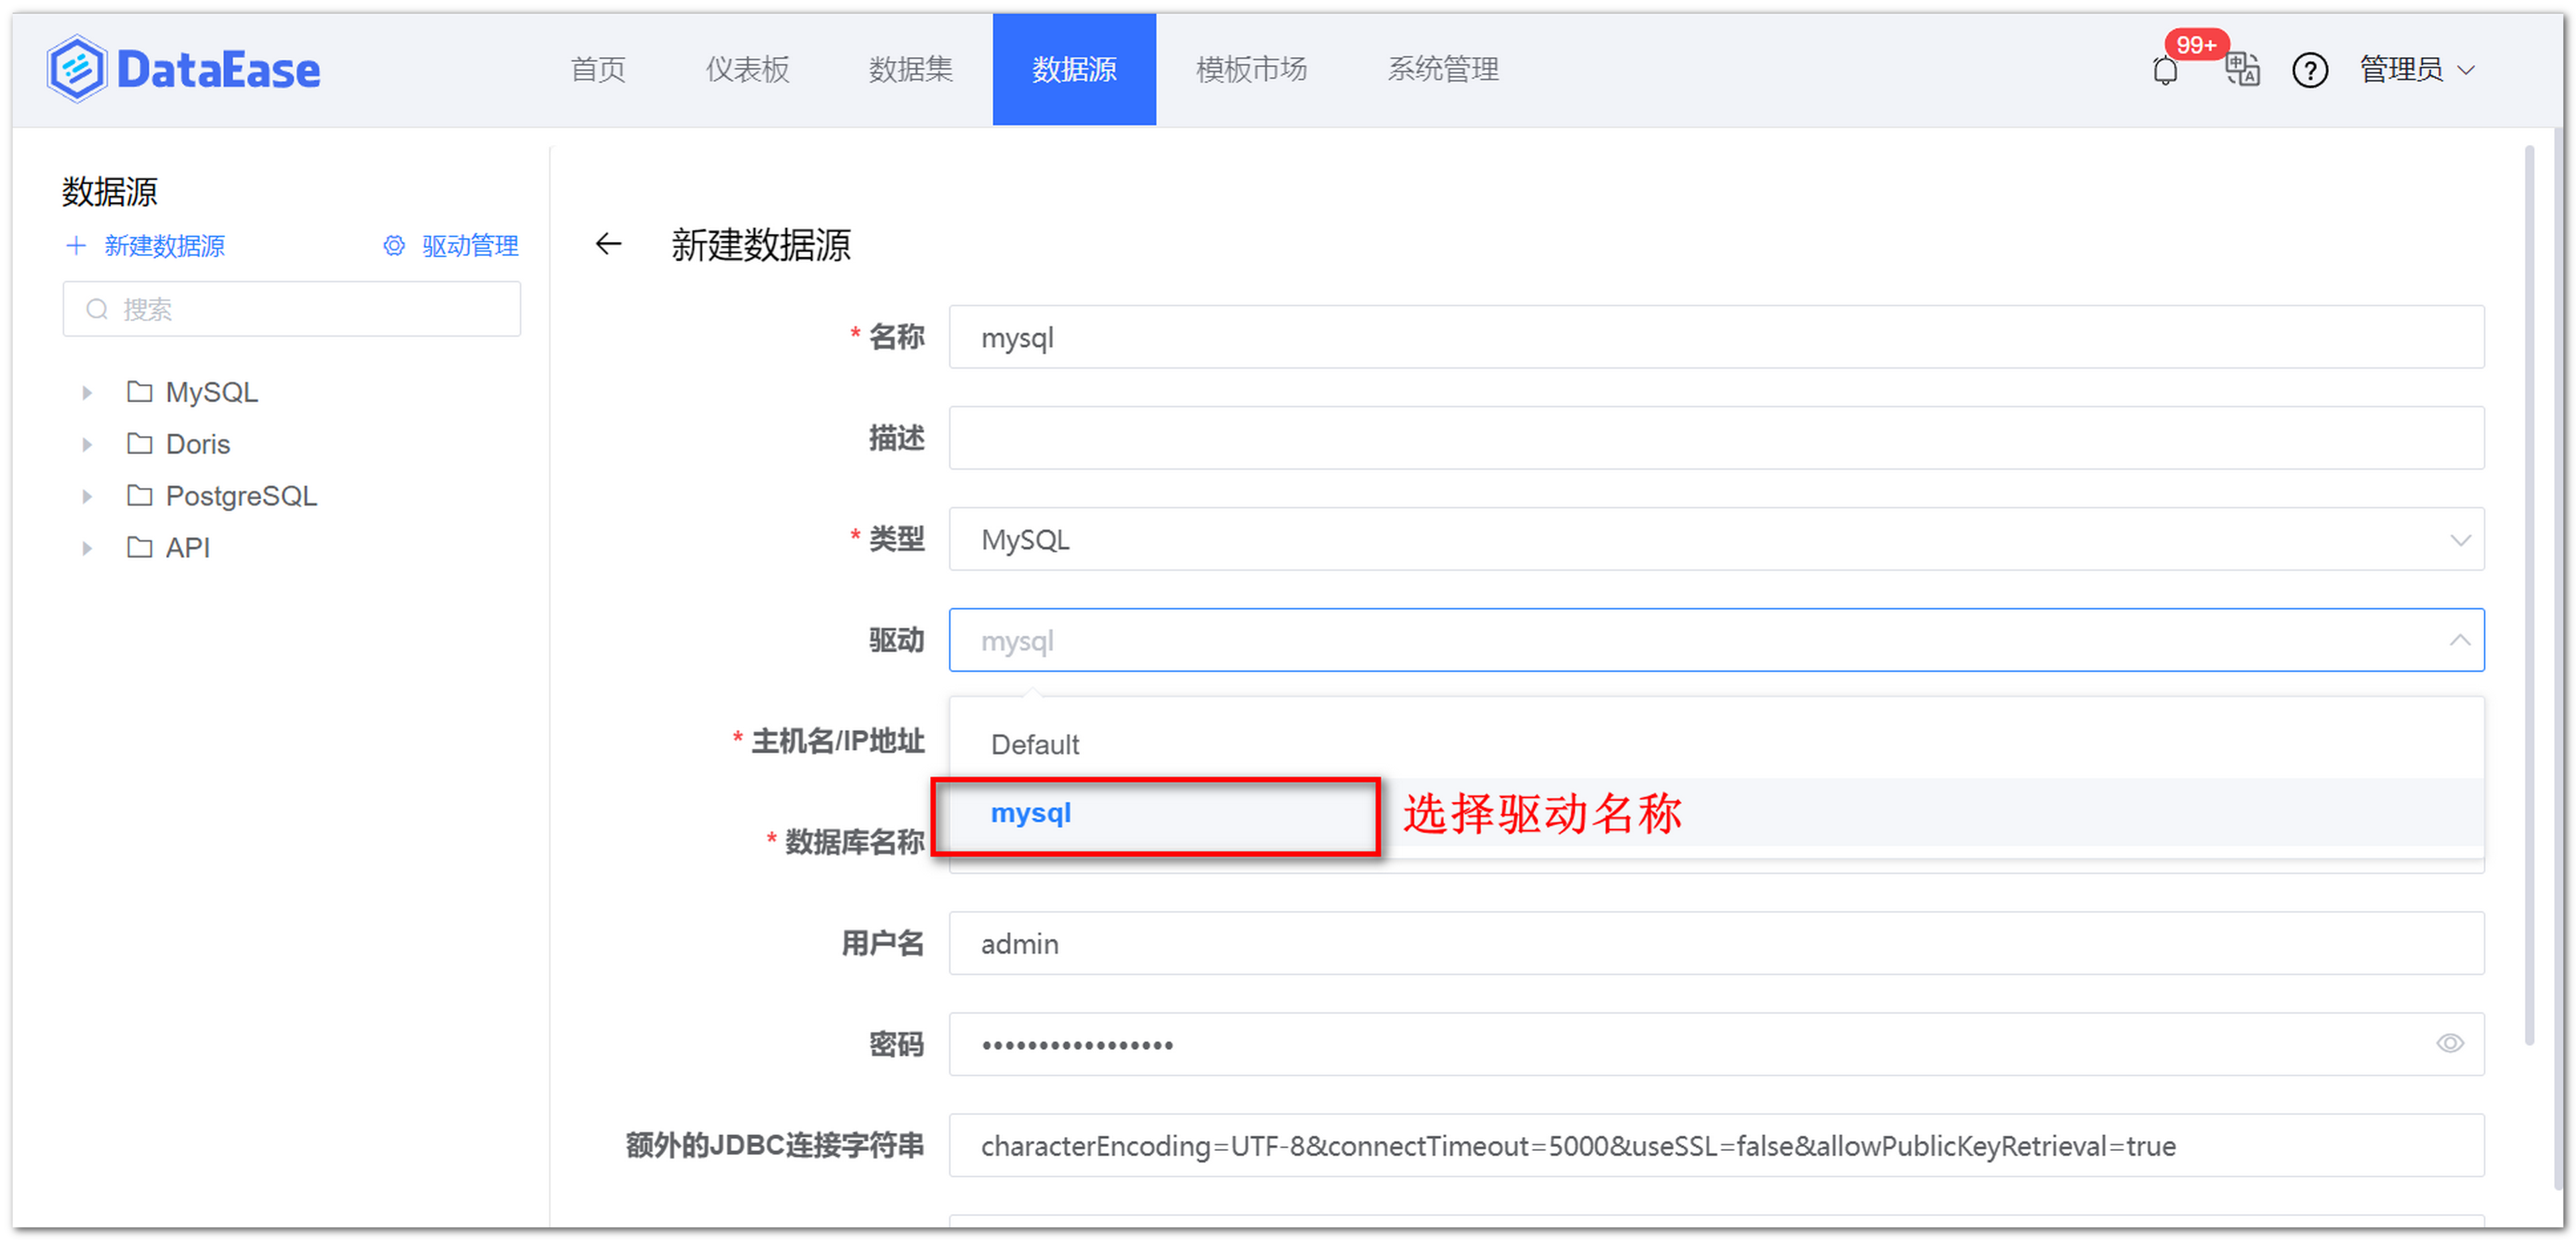 DataEase
首页
仪表板
数据集
数据源
模板市场
系统管理
99+
管理员
数据源
新建数据源
驱动管理
搜索
MySQL
Doris
PostgreSQL
API
新建数据源
* 名称
mysql
描述
* 类型
MySQL
驱动
mysql
* 主机名/IP地址
Default
mysql
选择驱动名称
* 数据库名称
用户名
admin
密码
•••••••••••••••••
额外的JDBC连接字符串
characterEncoding=UTF-8&connectTimeout=5000&useSSL=false&allowPublicKeyRetrieval=true